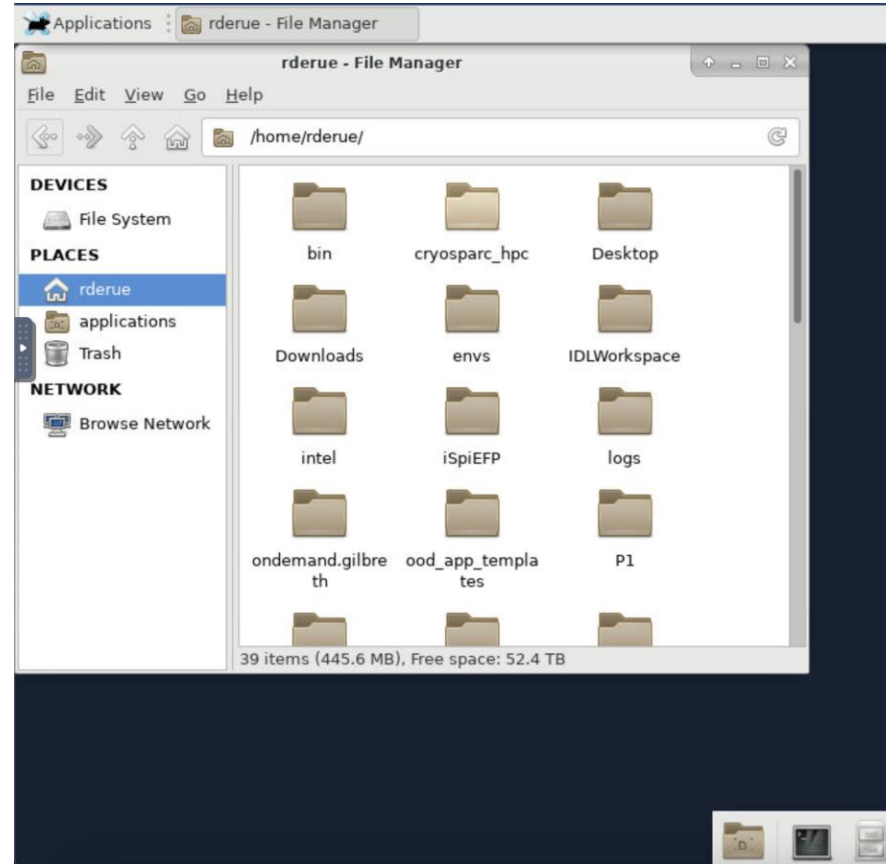 Applications rderue - File Manager
rderue - File Manager
File Edit View Go Help
/home/rderue/
DEVICES
File System
PLACES
rderue
applications
Trash
NETWORK
Browse Network
bin cryosparc_hpc Desktop
Downloads envs IDLWorkspace
intel iSpiEFP logs
ondemand.gilbre ood_app_templa P1
th tes
39 items (445.6 MB), Free space: 52.4 TB